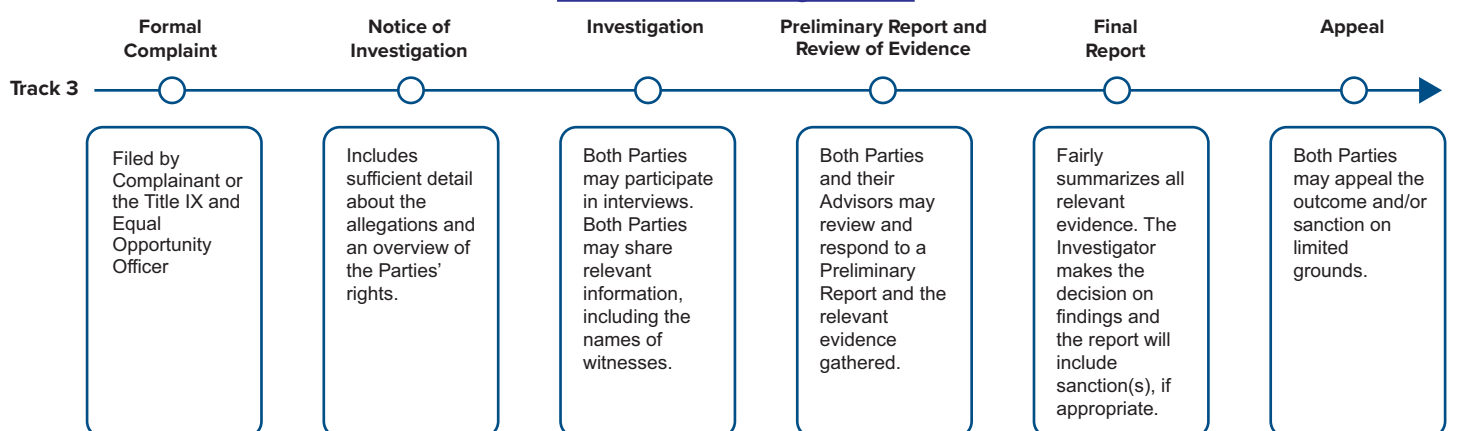 Formal
Complaint
Notice of
Investigation
Investigation
Preliminary Report and
Review of Evidence
Final
Report
Appeal
Track 3
Filed by
Complainant or
the Title IX and
Equal
Opportunity
Officer
Includes
sufficient detail
about the
allegations and
an overview of
the Parties'
rights.
Both Parties
may participate
in interviews.
Both Parties
may share
relevant
information,
including the
names of
witnesses.
Both Parties
and their
Advisors may
review and
respond to a
Preliminary
Report and the
relevant
evidence
gathered.
Fairly
summarizes all
relevant
evidence. The
Investigator
makes the
decision on
findings and
the report will
include
sanction(s), if
appropriate.
Both Parties
may appeal the
outcome and/or
sanction on
limited
grounds.